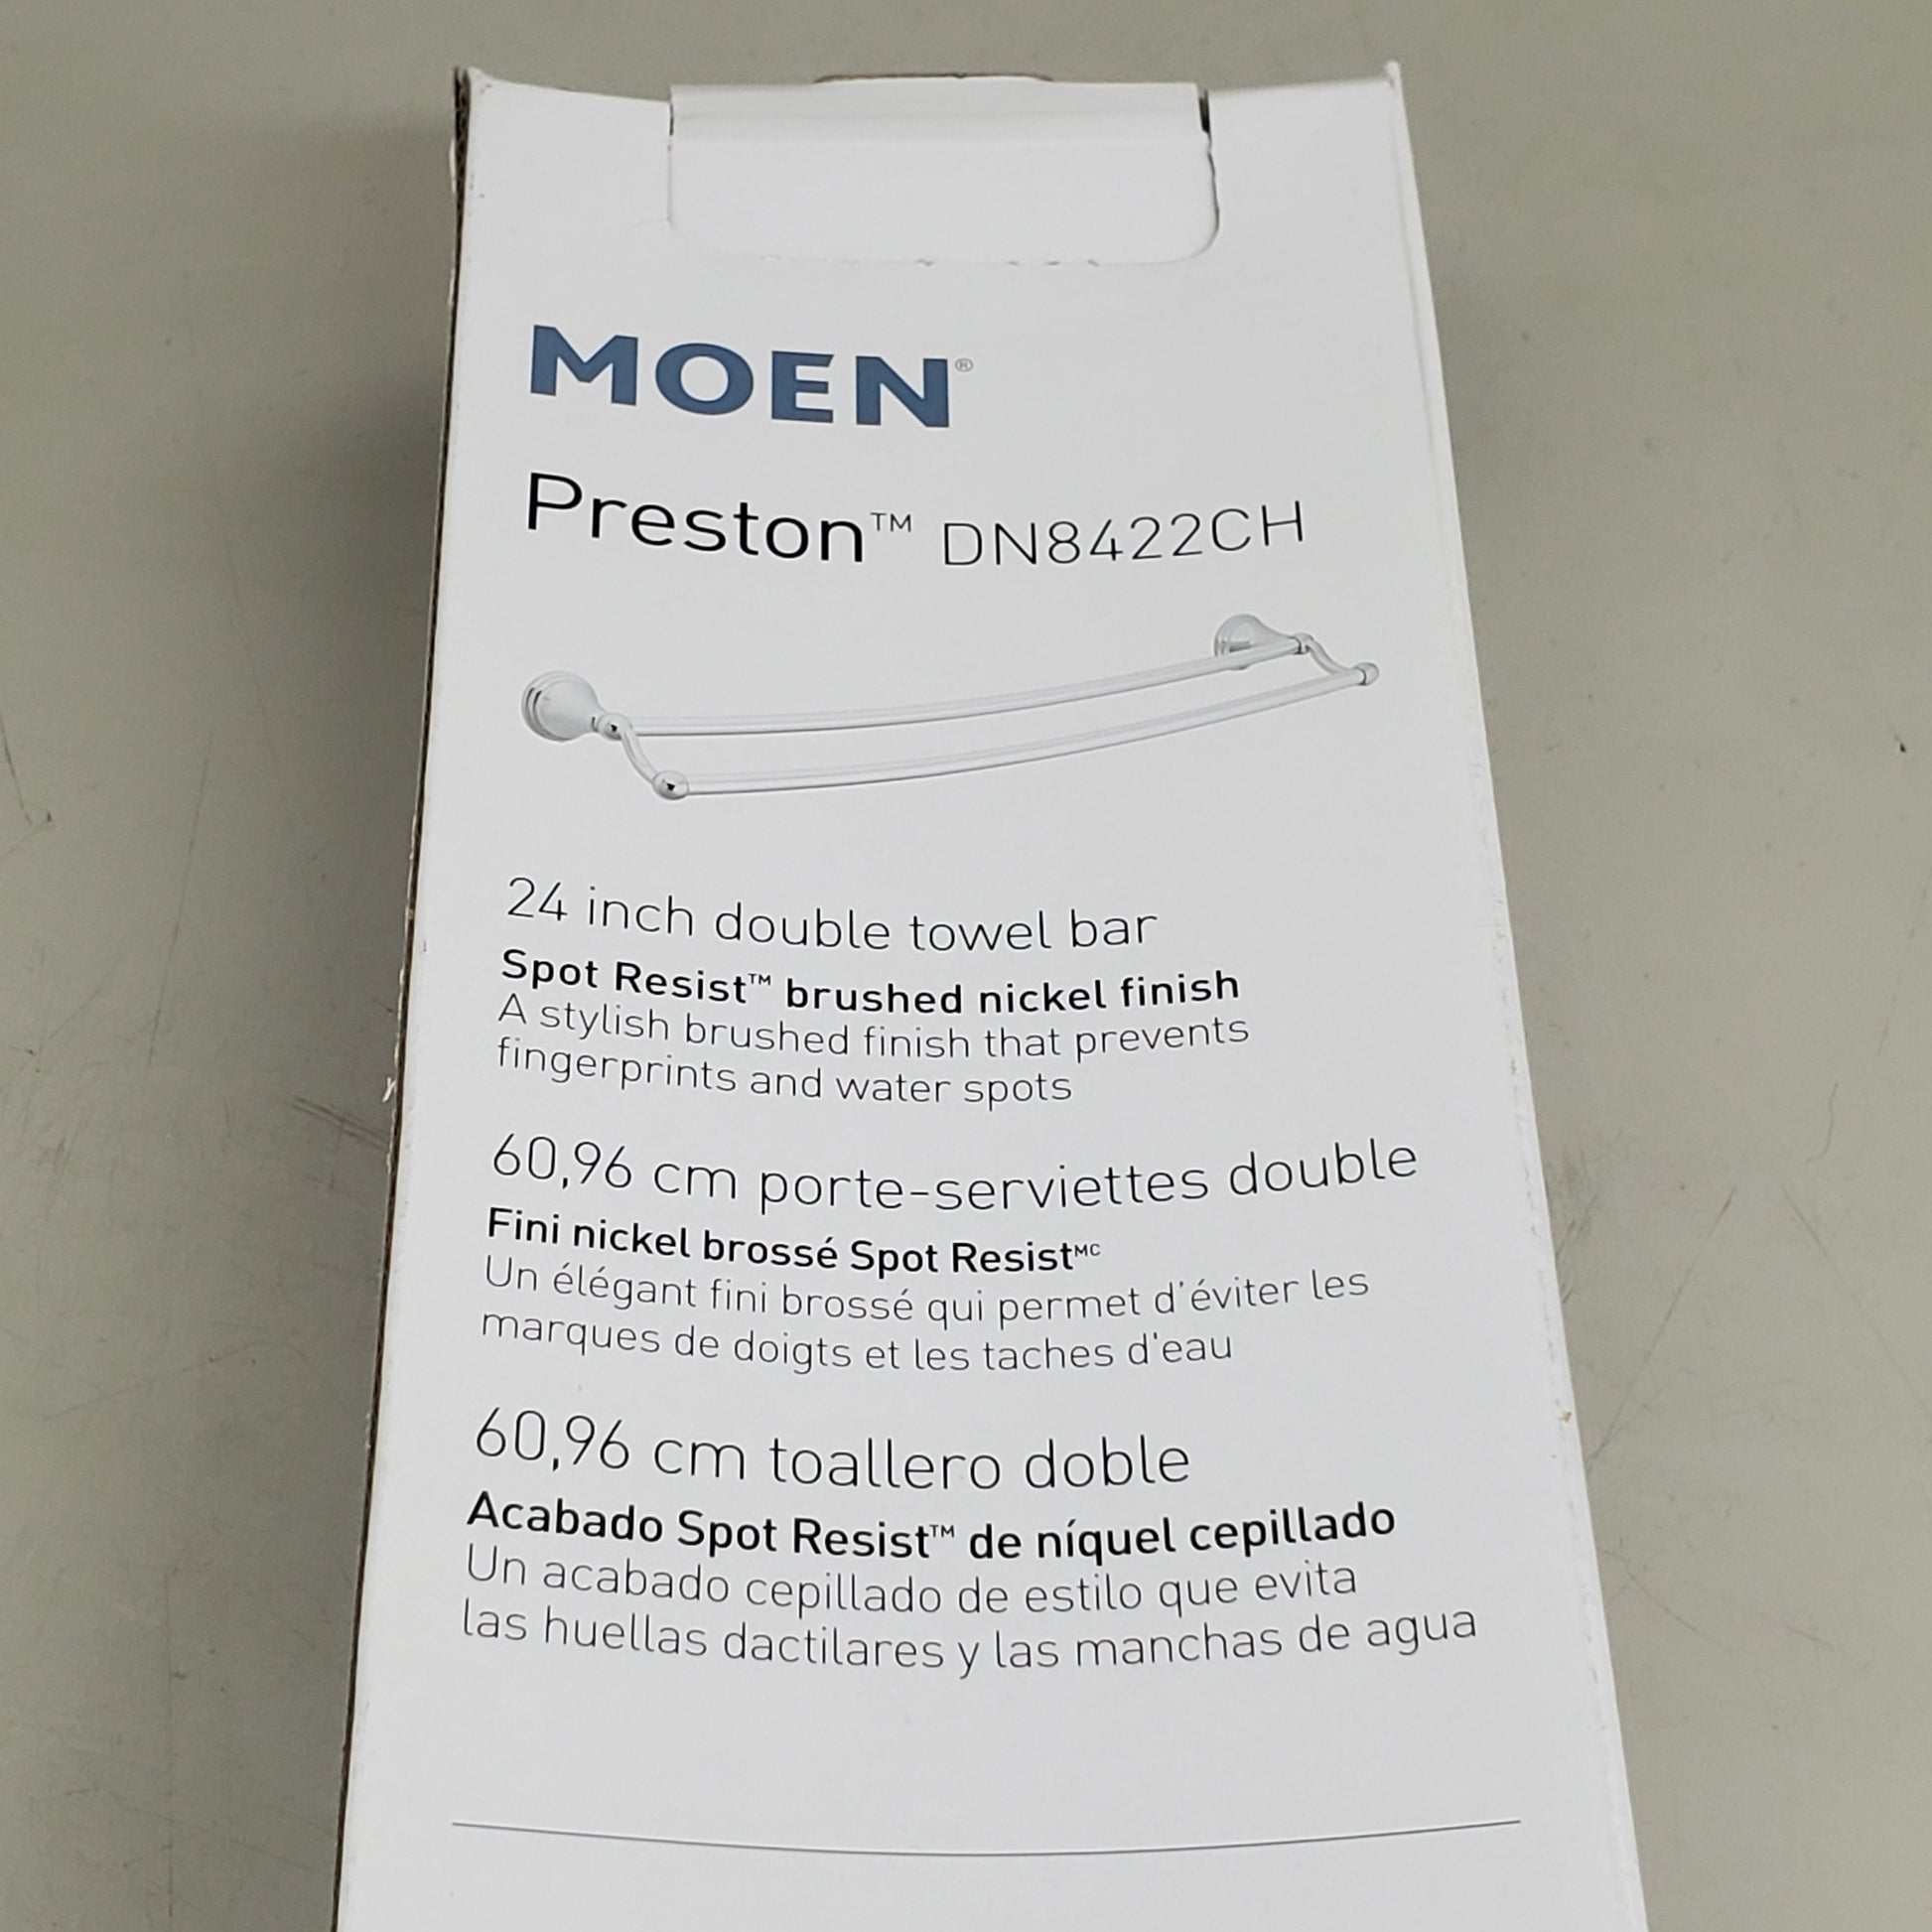 MOEN®
Preston™ DN8422CH
24 inch double towel bar
Spot Resist™ brushed nickel finish
A stylish brushed finish that prevents
fingerprints and water spots
60,96 cm porte-serviettes double
Fini nickel brossé Spot Resistᴹᶜ
Un élégant fini brossé qui permet d'éviter les
marques de doigts et les taches d'eau
60,96 cm toallero doble
Acabado Spot Resist™ de níquel cepillado
Un acabado cepillado de estilo que evita
las huellas dactilares y las manchas de agua